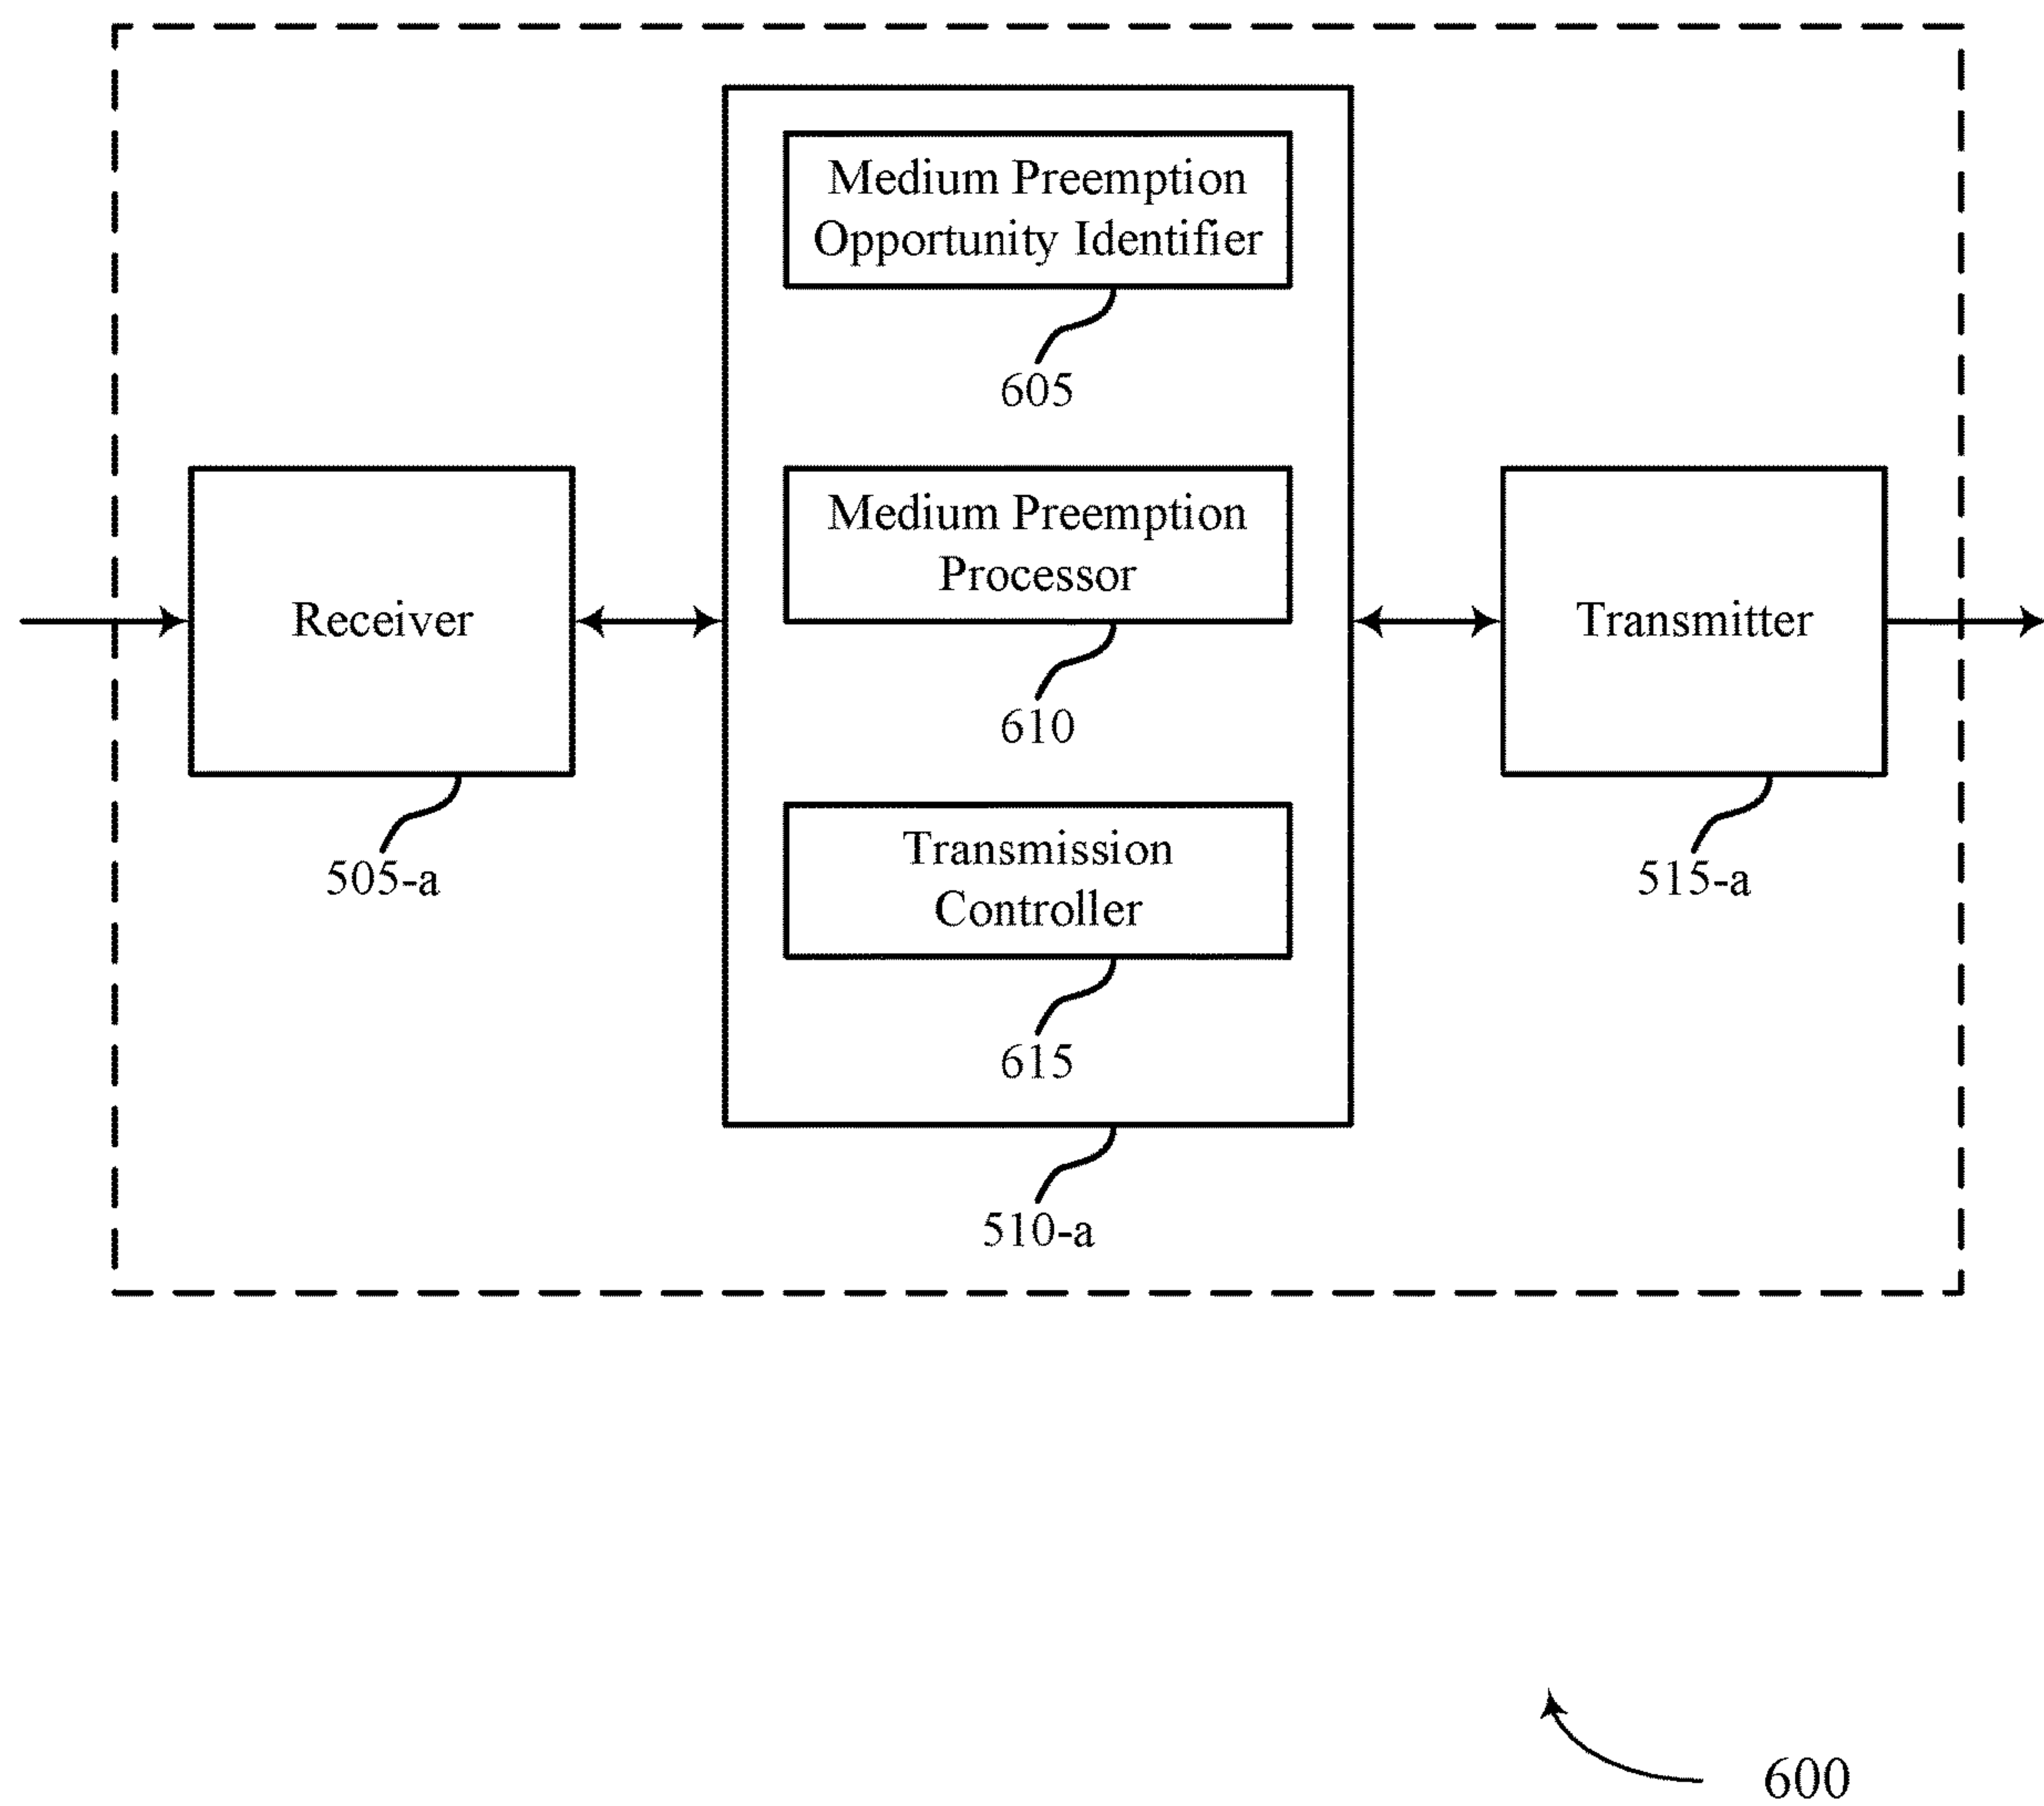 Medium Preemption
Opportunity Identifier
605
Medium Preemption
Processor
610
Receiver
Transmitter
505-a
515-a
Transmission
Controller
615
510-a
600